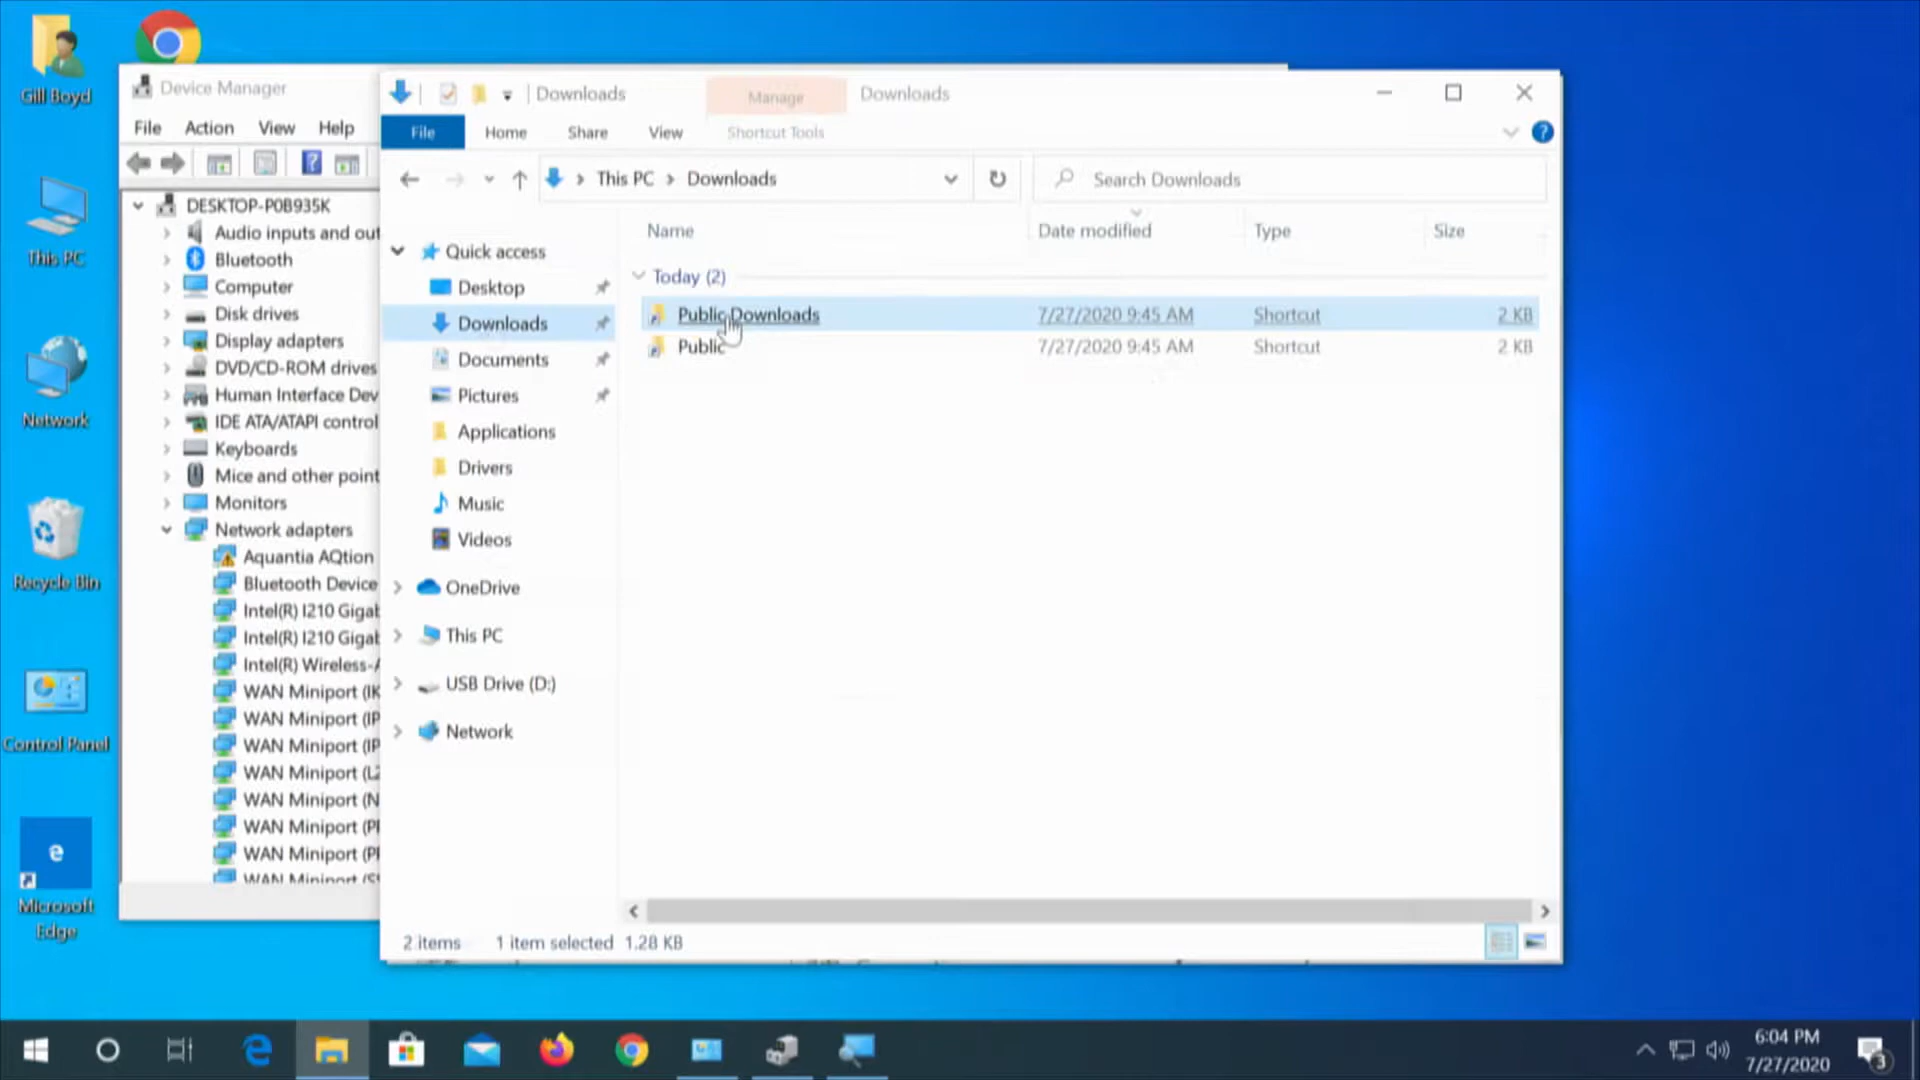 Gill Boyd
This PC
Network
Recycle Bin
Control Panel
Microsoft
Edge
Device Manager
File Action View Help
DESKTOP-P0B935K
Audio inputs and out
Bluetooth
Computer
Disk drives
Display adapters
DVD/CD-ROM drives
Human Interface Dev
IDE ATA/ATAPI control
Keyboards
Mice and other point
Monitors
Network adapters
Aquantia AQtion
Bluetooth Device
Intel(R) I210 Gigab
Intel(R) I210 Gigab
Intel(R) Wireless-A
WAN Miniport (IK
WAN Miniport (IP
WAN Miniport (IP
WAN Miniport (L2
WAN Miniport (N
WAN Miniport (PP
WAN Miniport (PP
WAN Miniport (S
Downloads Manage Downloads
File Home Share View Shortcut Tools
This PC Downloads Search Downloads
Quick access
Desktop
Downloads
Documents
Pictures
Applications
Drivers
Music
Videos
OneDrive
This PC
USB Drive (D:)
Network
Name Date modified Type Size
Today (2)
Public Downloads 7/27/2020 9:45 AM Shortcut 2 KB
Public 7/27/2020 9:45 AM Shortcut 2 KB
2 items 1 item selected 1.28 KB
6:04 PM
7/27/2020
3